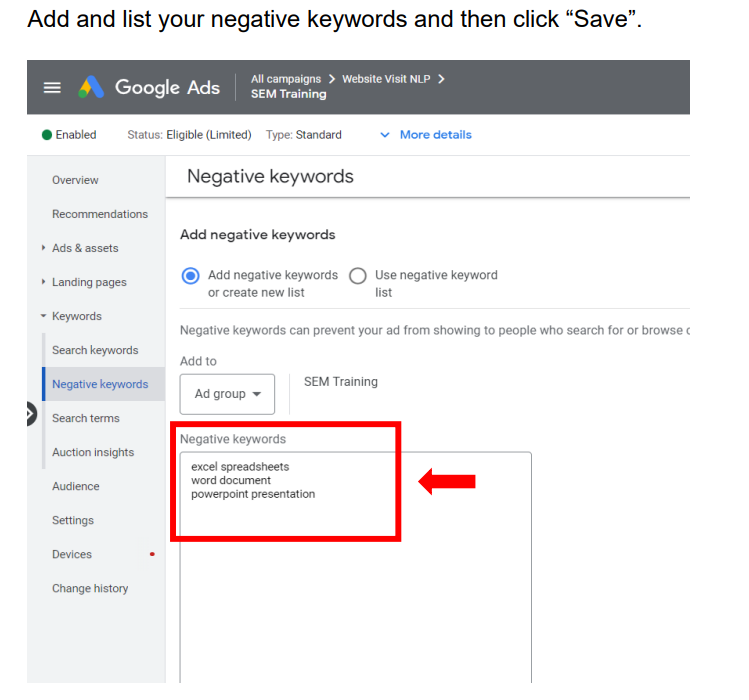 Add and list your negative keywords and then click “Save”.
Google Ads
All campaigns > Website Visit NLP >
SEM Training
Enabled
Status: Eligible (Limited)
Type: Standard
More details
Overview
Recommendations
Ads & assets
Landing pages
Keywords
Search keywords
Negative keywords
Search terms
Auction insights
Audience
Settings
Devices
Change history
Negative keywords
Add negative keywords
Add negative keywords
or create new list
Use negative keyword
list
Negative keywords can prevent your ad from showing to people who search for or browse
Add to
Ad group
SEM Training
Negative keywords
excel spreadsheets
word document
powerpoint presentation